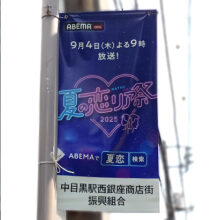 ABEMA
9月4日(木)よる9時
放送!
夏の恋リア祭
2025
ABEMAで 夏恋 検索
中目黒駅西銀座商店街
振興組合